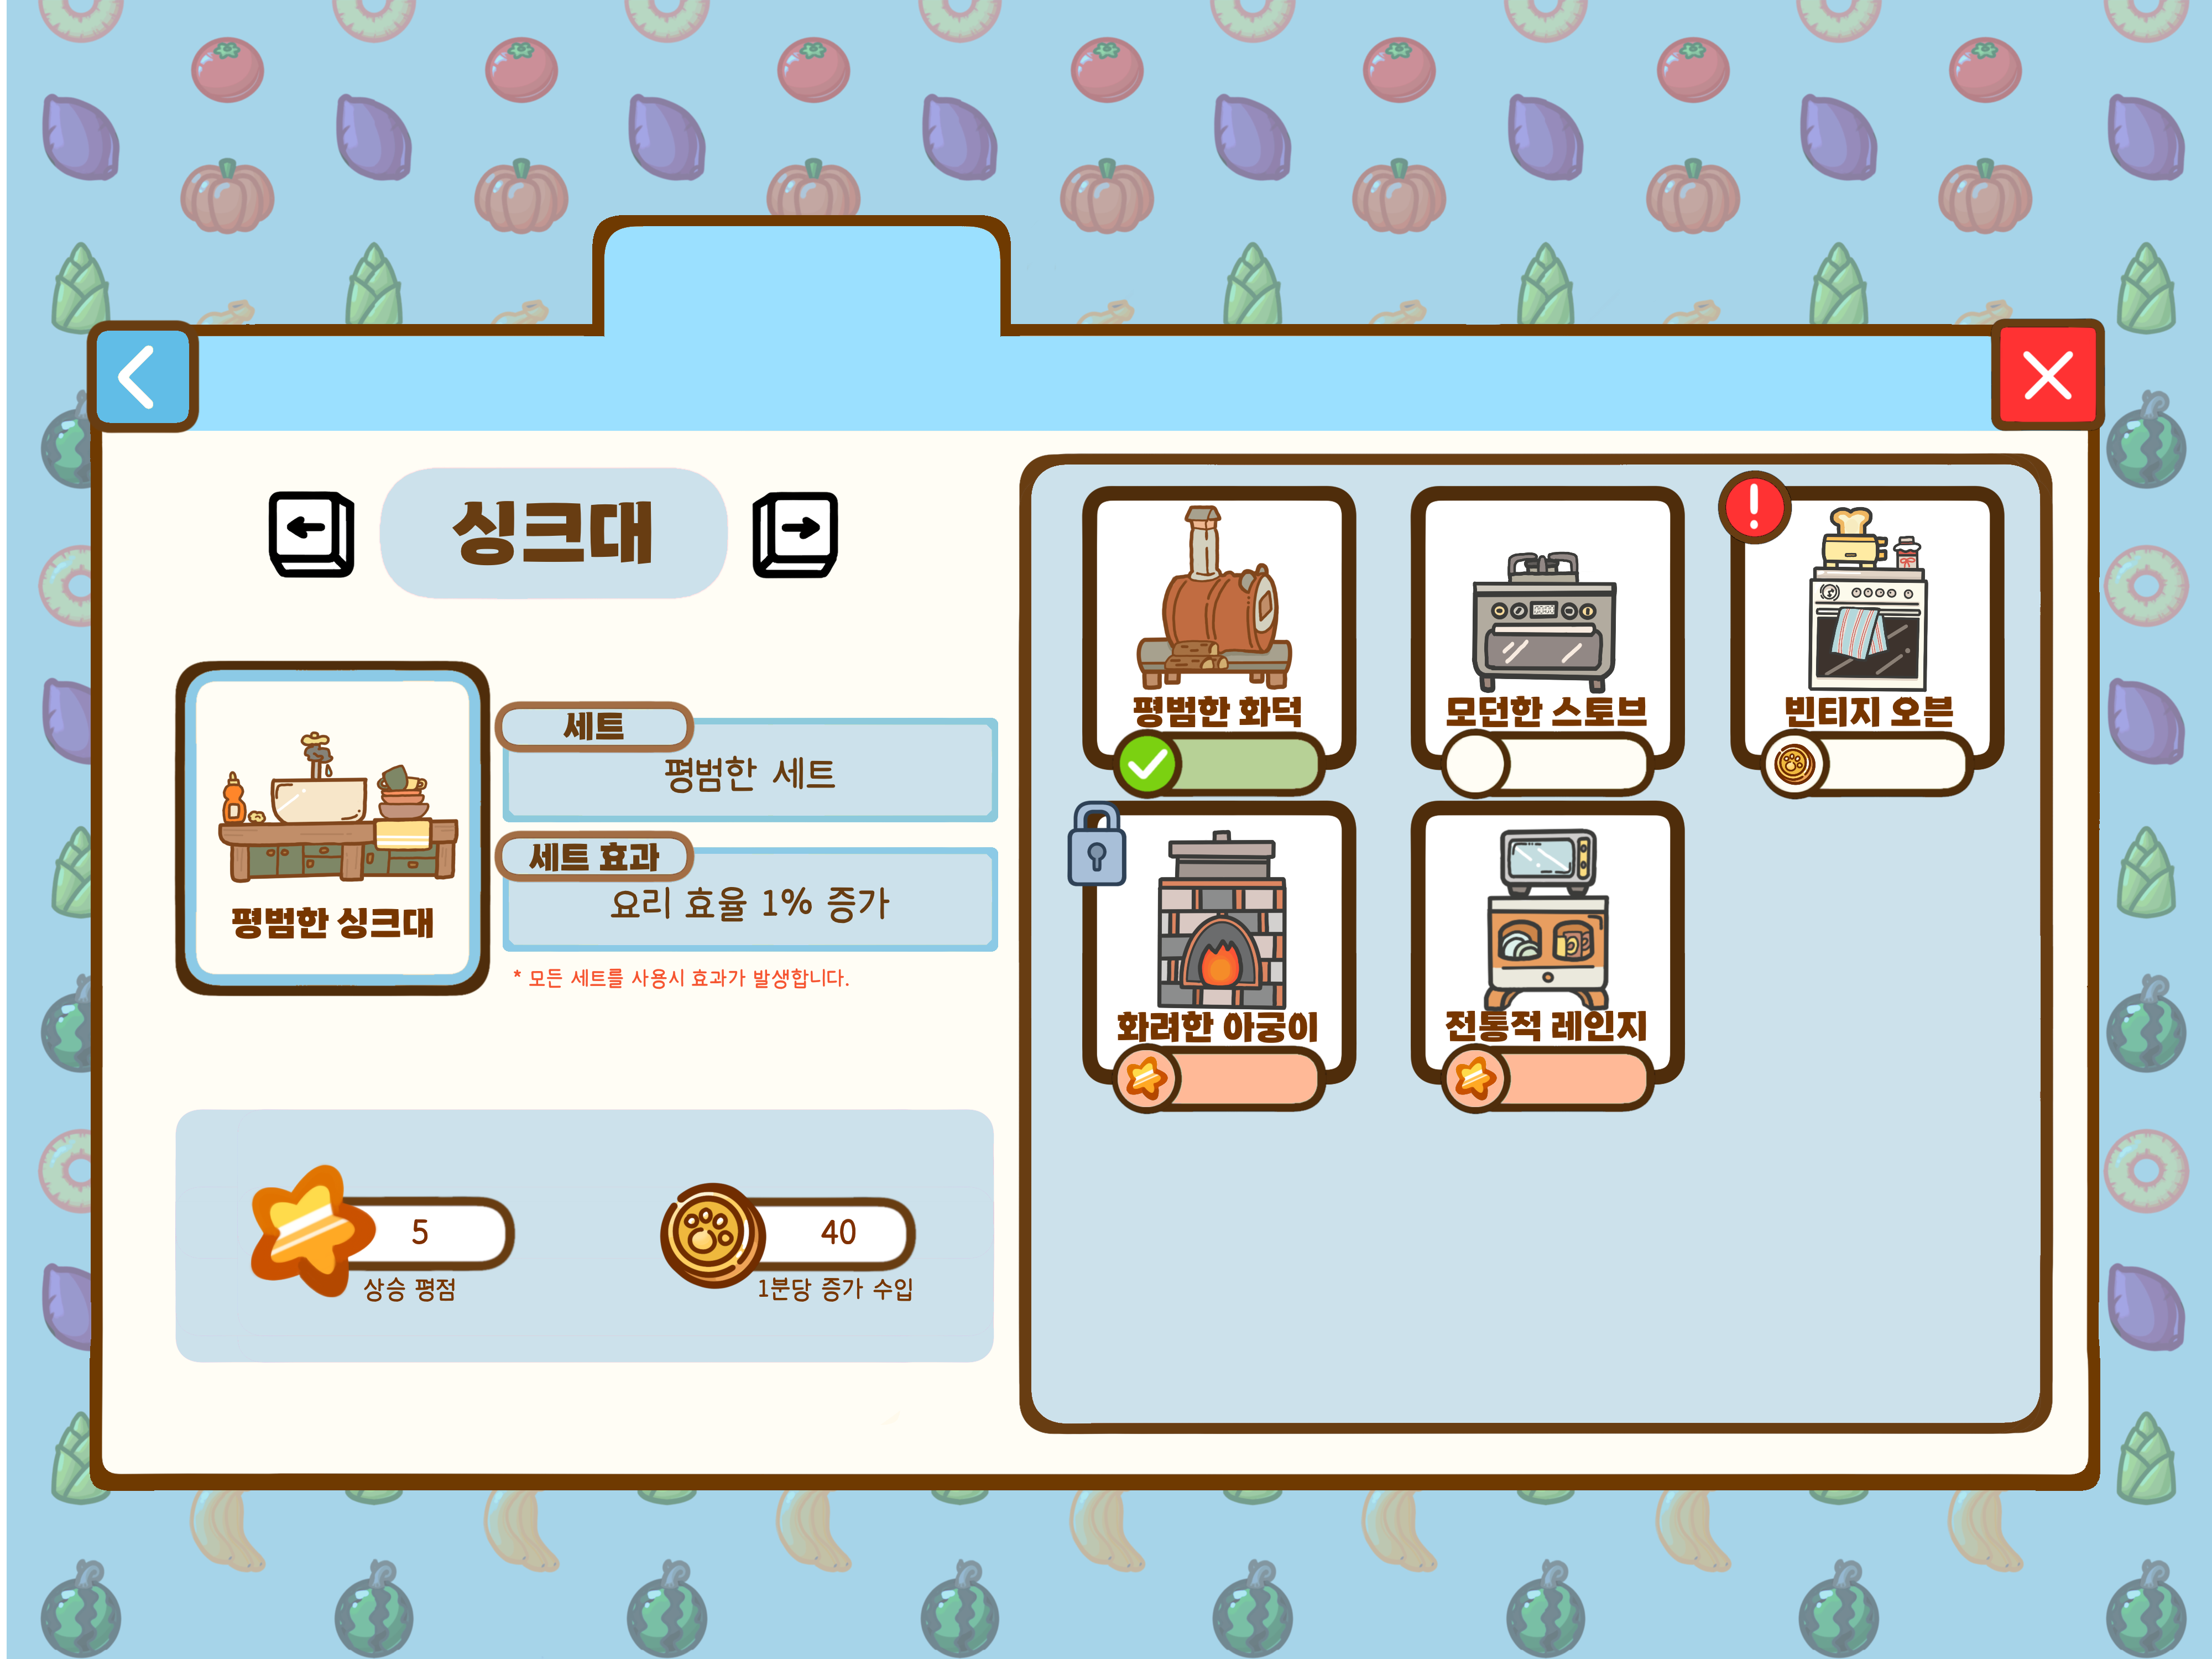 싱크대
평범한 싱크대
세트
평범한 세트
세트 효과
요리 효율 1% 증가
* 모든 세트를 사용시 효과가 발생합니다.
5
상승 평점
40
1분당 증가 수입
평범한 화덕
모던한 스토브
빈티지 오븐
화려한 아궁이
전통적 레인지